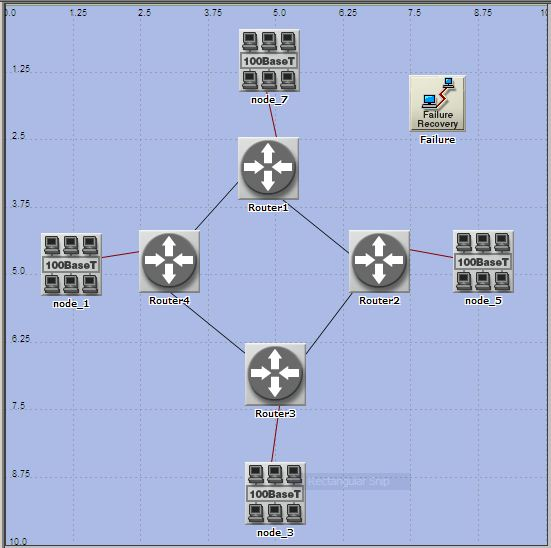 0.0 1.25 2.5 3.75 5.0 6.25 7.5 8.75 10.
1.25
2.5
3.75
5.0
6.25
7.5
8.75
10.0
100BaseT
node_7
Failure
Recovery
Failure
Router1
100BaseT
node_1
Router4
Router2
100BaseT
node_5
Router3
Rectangular Snip
100BaseT
node_3